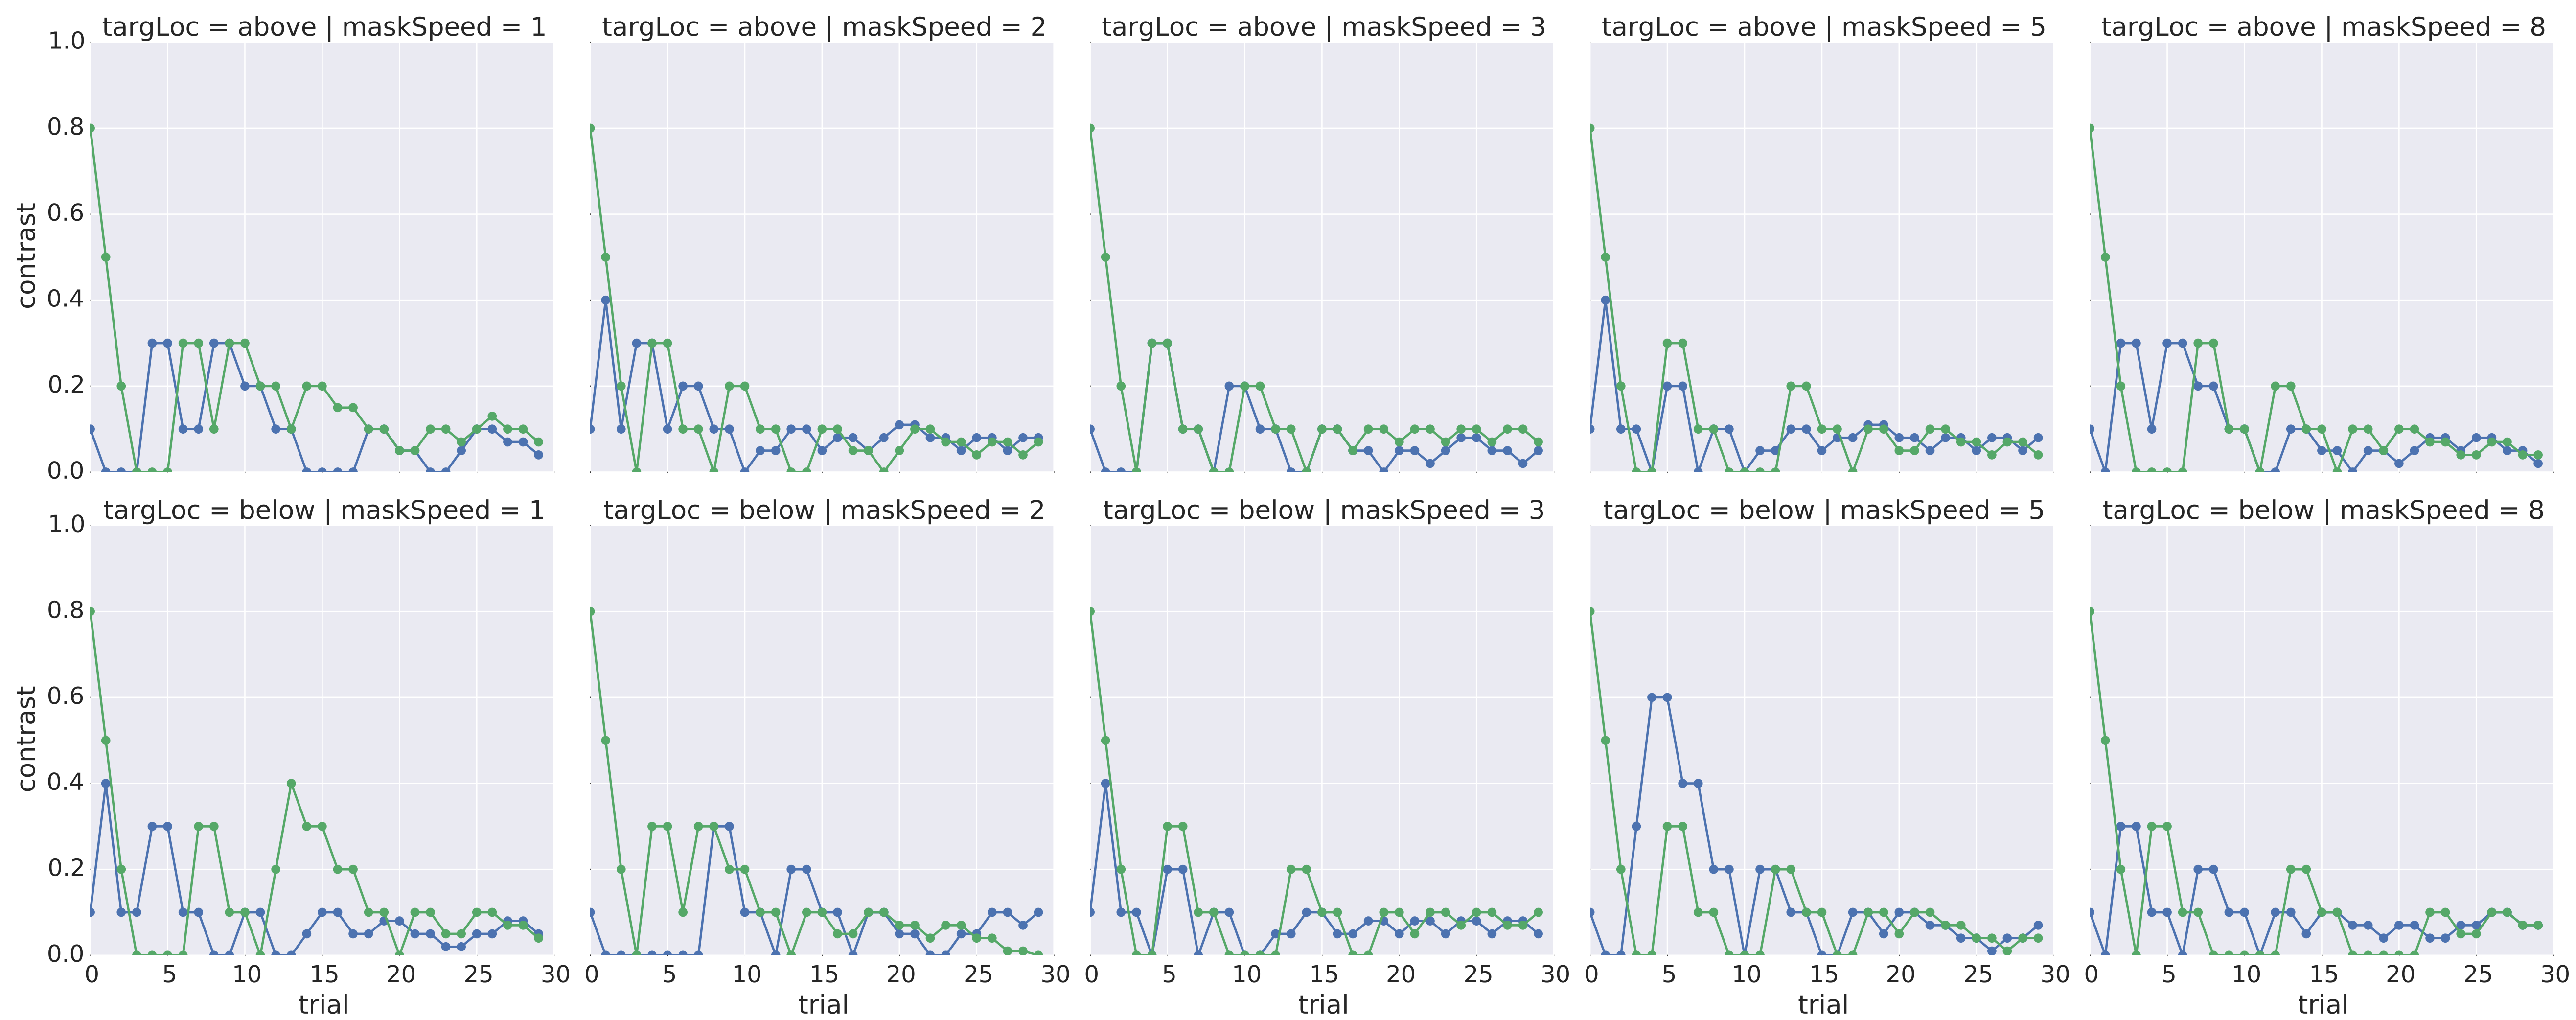 targLoc = above | maskSpeed = 1
targLoc = above | maskSpeed = 2
targLoc = above | maskSpeed = 3
targLoc = above | maskSpeed = 5
targLoc = above | maskSpeed = 8
1.0
0.8
0.6
0.4
0.2
0.0
contrast
targLoc = below | maskSpeed = 1
targLoc = below | maskSpeed = 2
targLoc = below | maskSpeed = 3
targLoc = below | maskSpeed = 5
targLoc = below | maskSpeed = 8
1.0
0.8
0.6
0.4
0.2
0.0
contrast
0 5 10 15 20 25 30
0 5 10 15 20 25 30
0 5 10 15 20 25 30
0 5 10 15 20 25 30
0 5 10 15 20 25 30
trial
trial
trial
trial
trial